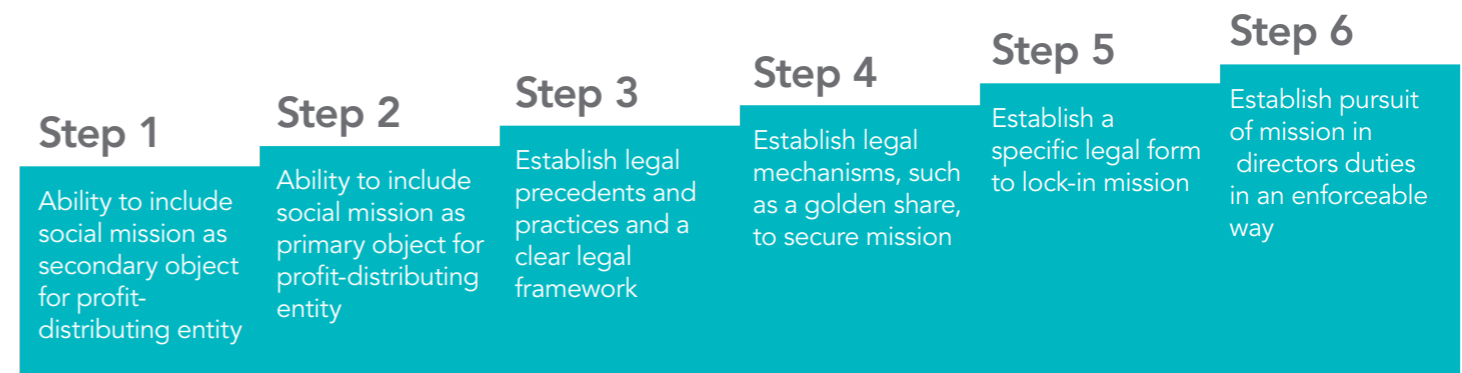 Step 1
Ability to include
social mission as
secondary object
for profit-
distributing entity
Step 2
Ability to include
social mission as
primary object for
profit-distributing
entity
Step 3
Establish legal
precedents and
practices and a
clear legal
framework
Step 4
Establish legal
mechanisms, such
as a golden share,
to secure mission
Step 5
Establish a
specific legal form
to lock-in mission
Step 6
Establish pursuit
of mission in
directors duties
in an enforceable
way